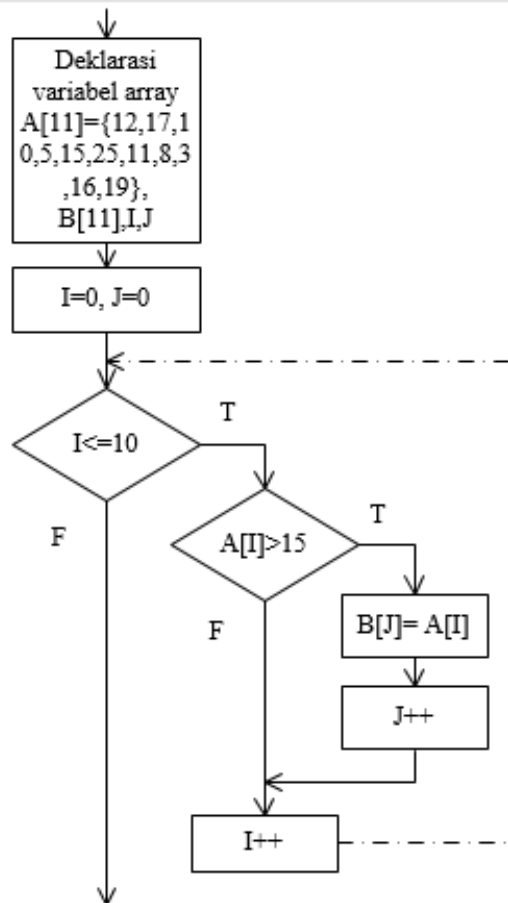 Deklarasi
variabel array
A[11]={12,17,1
0,5,15,25,11,8,3
,16,19},
B[11],I,J
I=0, J=0
I<=10
T
F
A[I]>15
T
F
B[J]= A[I]
J++
I++